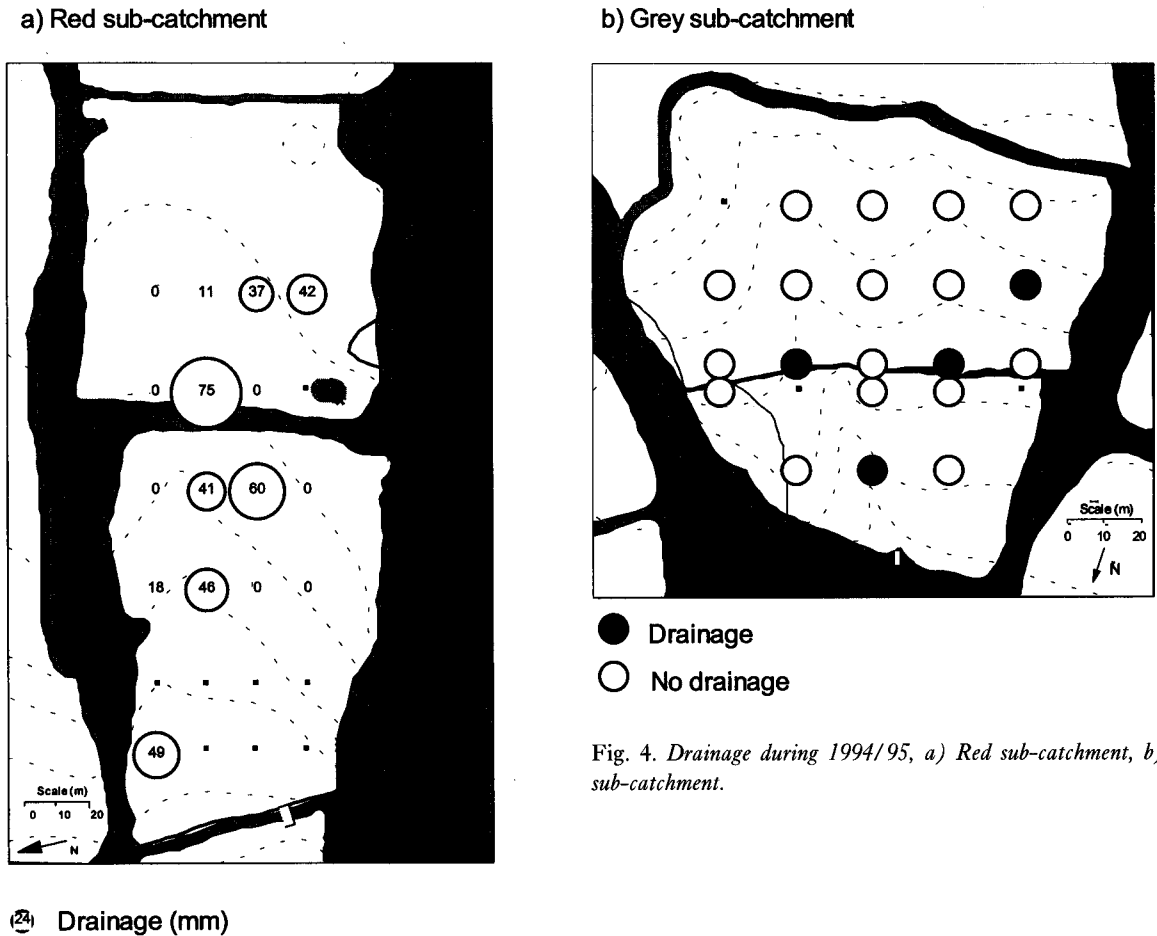 a) Red sub-catchment
0 11 37 42
0 75 0
0 41 60 0
18 46 0 0
49
Scale (m)
0 10 20
N
24 Drainage (mm)
b) Grey sub-catchment
Scale (m)
0 10 20
N
Drainage
No drainage
Fig. 4. Drainage during 1994/95, a) Red sub-catchment, b)
sub-catchment.